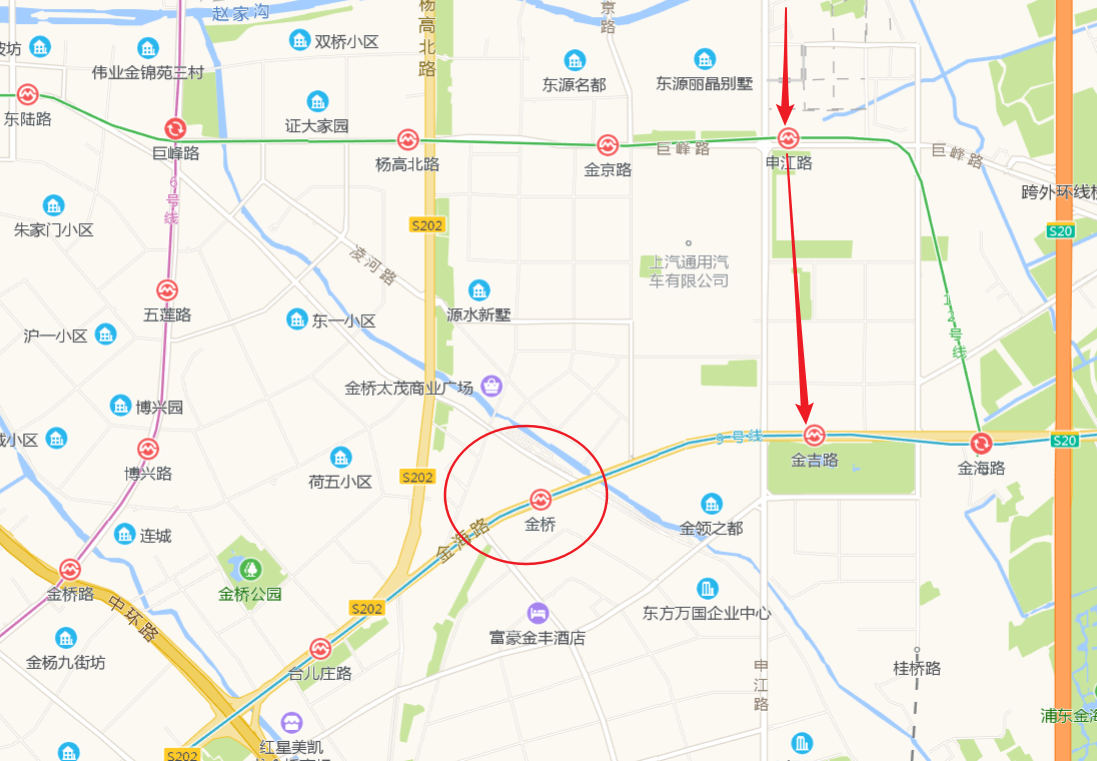 赵家沟
杨高北路
京路
坊
双桥小区
伟业金锦苑三村
东源名都
东源丽晶别墅
东陆路
证大家园
巨峰路
杨高北路
金京路
巨峰路
申江路
巨峰路
6号线
跨外环线
朱家门小区
S202
S20
凌河路
上汽通用汽
车有限公司
五莲路
源水新墅
沪一小区
东一小区
12号线
金桥太茂商业广场
博兴园
小区
9号线
S20
博兴路
荷五小区
S202
金吉路
金海路
金桥
金领之都
连城
金海路
金桥路
金桥公园
中环路
S202
东方万国企业中心
富豪金丰酒店
金杨九街坊
台儿庄路
申江路
桂桥路
浦东金海
红星美凯
S202